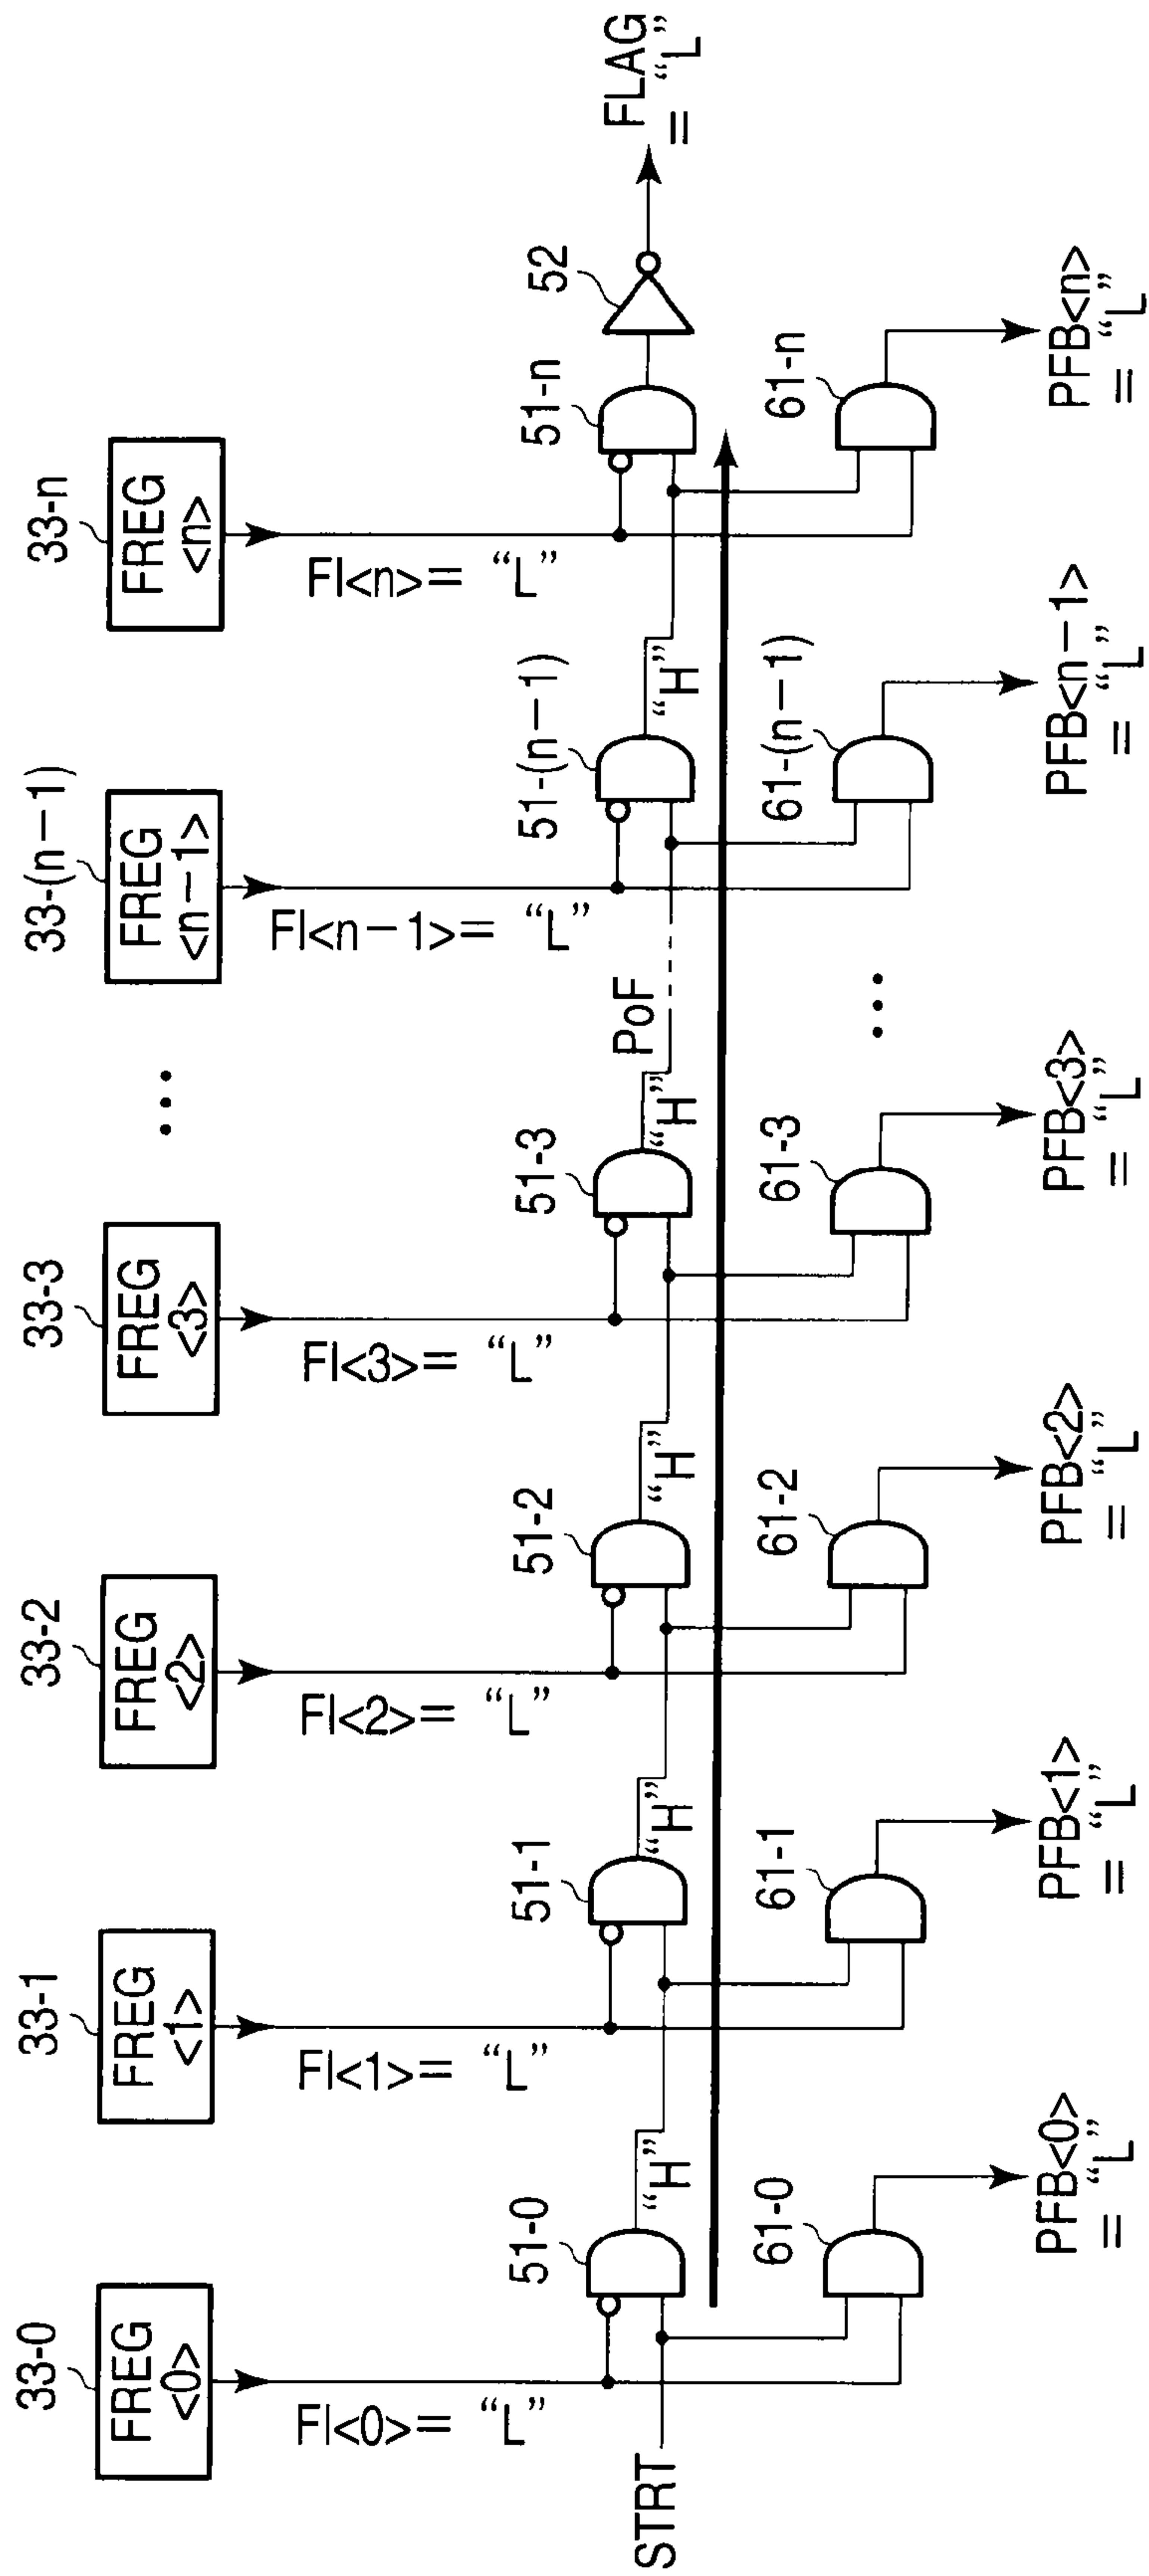 33-0
33-1
33-2
33-3
33-(n−1)
33-n
FREG
<0>
FREG
<1>
FREG
<2>
FREG
<3>
...
FREG
<n−1>
FREG
<n>
FI<0>= “L”
FI<1>= “L”
FI<2>= “L”
FI<3>= “L”
FI<n−1>= “L”
FI<n>= “L”
51-0
51-1
51-2
51-3
51-(n−1)
51-n
52
STRT
“H”
“H”
“H”
“H”
PoF
“H”
FLAG
= “L”
61-0
61-1
61-2
61-3
...
61-(n−1)
61-n
PFB<0>
= “L”
PFB<1>
= “L”
PFB<2>
= “L”
PFB<3>
= “L”
PFB<n−1>
= “L”
PFB<n>
= “L”